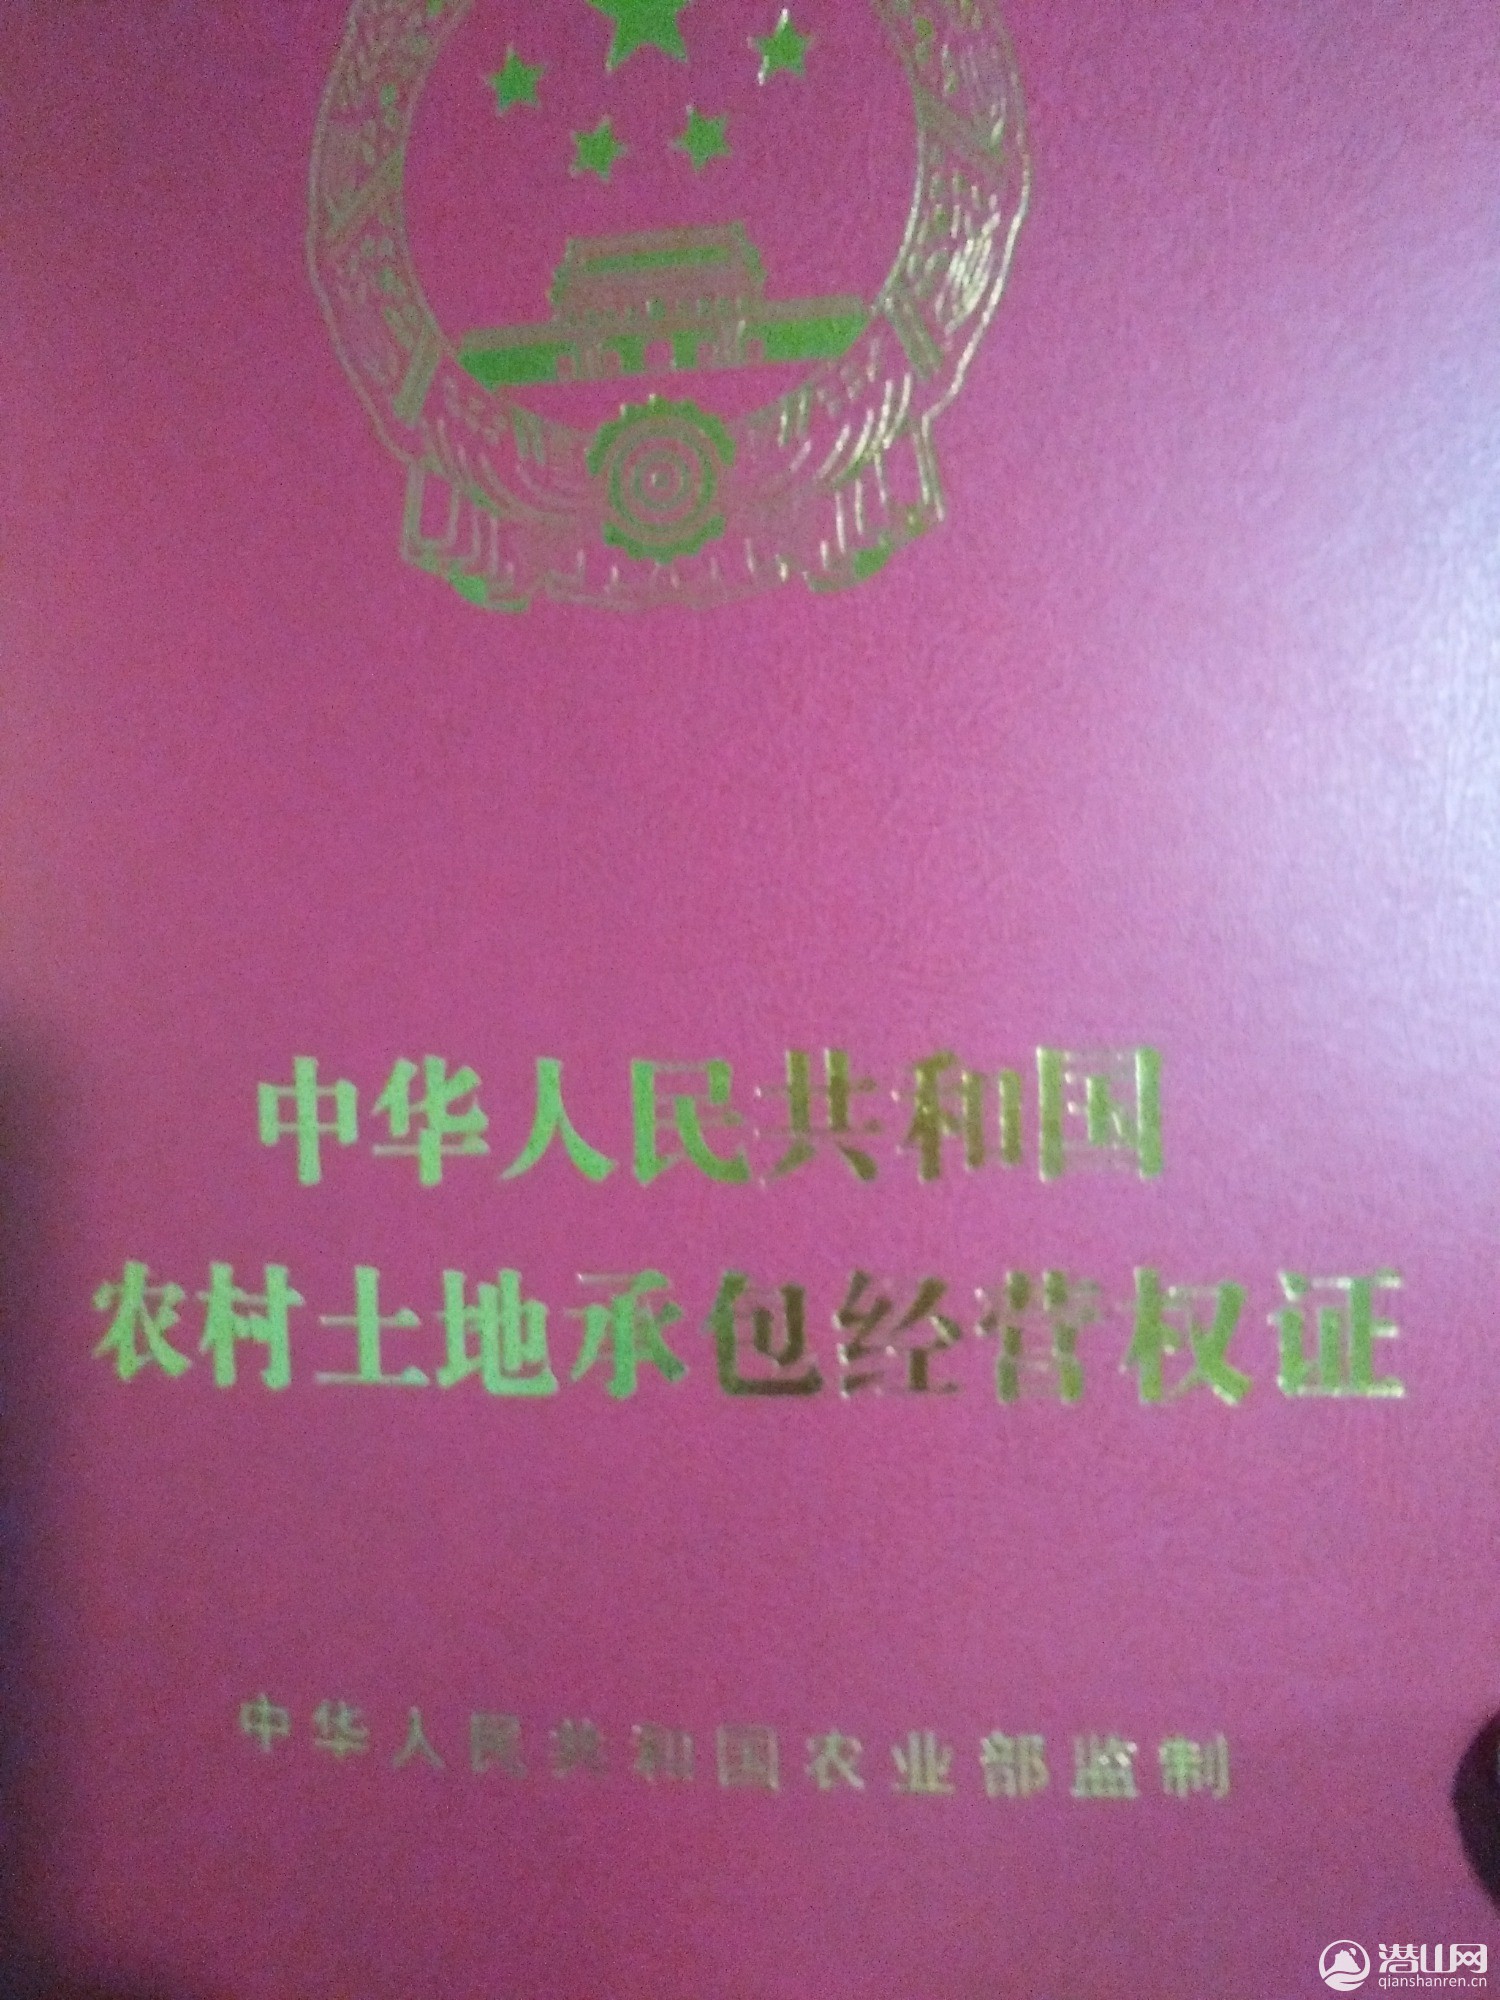 中华人民共和国
农村土地承包经营权证
中华人民共和国农业部监制
潜山网
qianshanren.cn